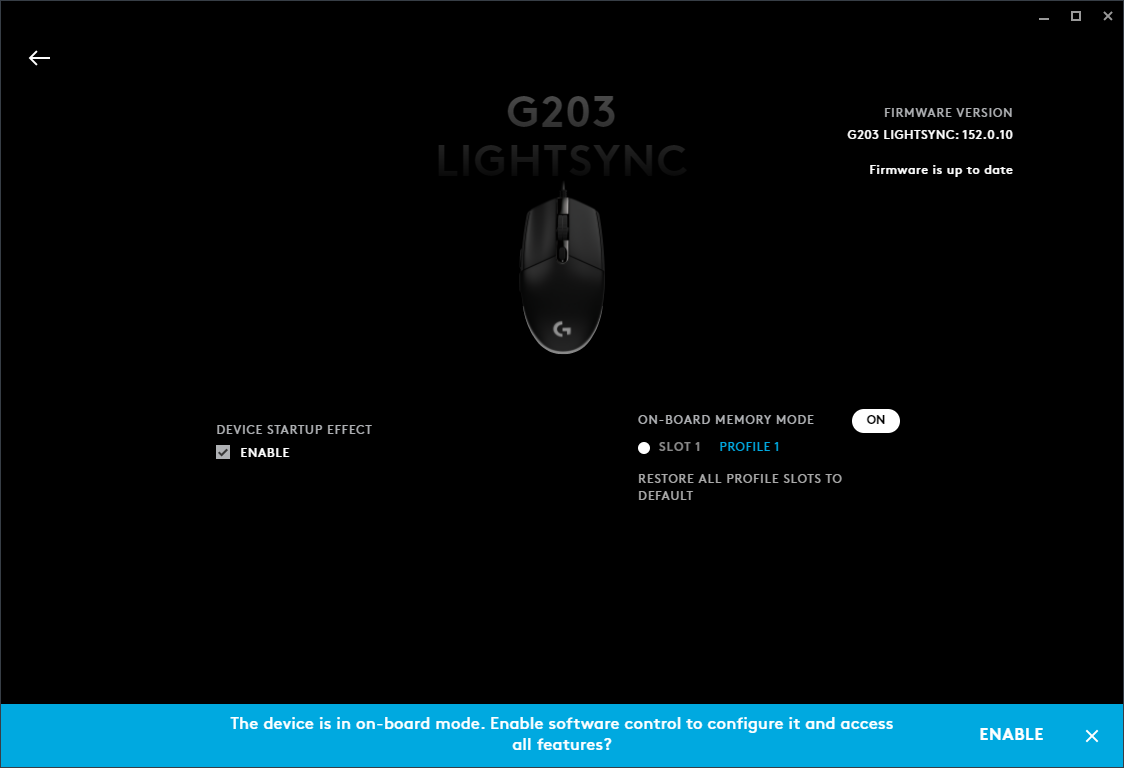 G203
LIGHTSYNC
FIRMWARE VERSION
G203 LIGHTSYNC: 152.0.10
Firmware is up to date
DEVICE STARTUP EFFECT
ENABLE
ON-BOARD MEMORY MODE ON
SLOT 1 PROFILE 1
RESTORE ALL PROFILE SLOTS TO
DEFAULT
The device is in on-board mode. Enable software control to configure it and access
all features?
ENABLE